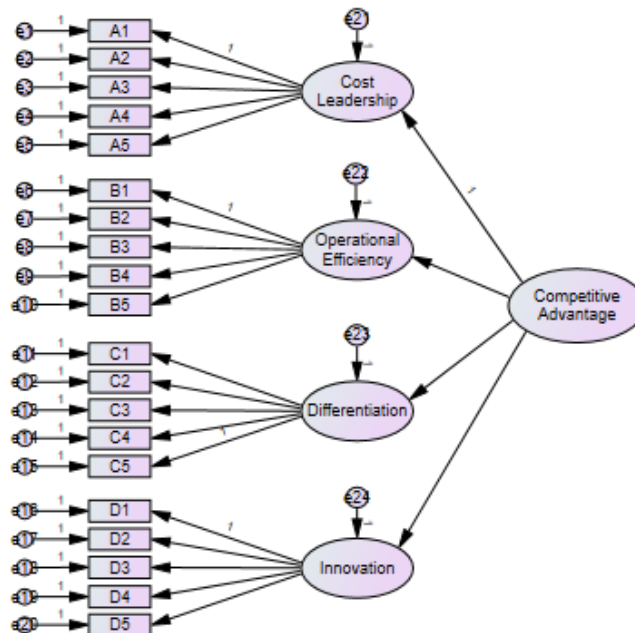 e21
e1 1 A1
e2 1 A2 1 1
e3 1 A3 Cost
Leadership
e4 1 A4
e5 1 A5
1
e22
e6 1 B1
e7 1 B2 1 1
e8 1 B3 Operational
Efficiency
e9 1 B4
e10 1 B5
Competitive
Advantage
e23
e11 1 C1
1
e12 1 C2
e13 1 C3 Differentiation
e14 1 C4 1
e15 1 C5
e24
e16 1 D1
e17 1 D2 1 1
e18 1 D3 Innovation
e19 1 D4
e20 1 D5